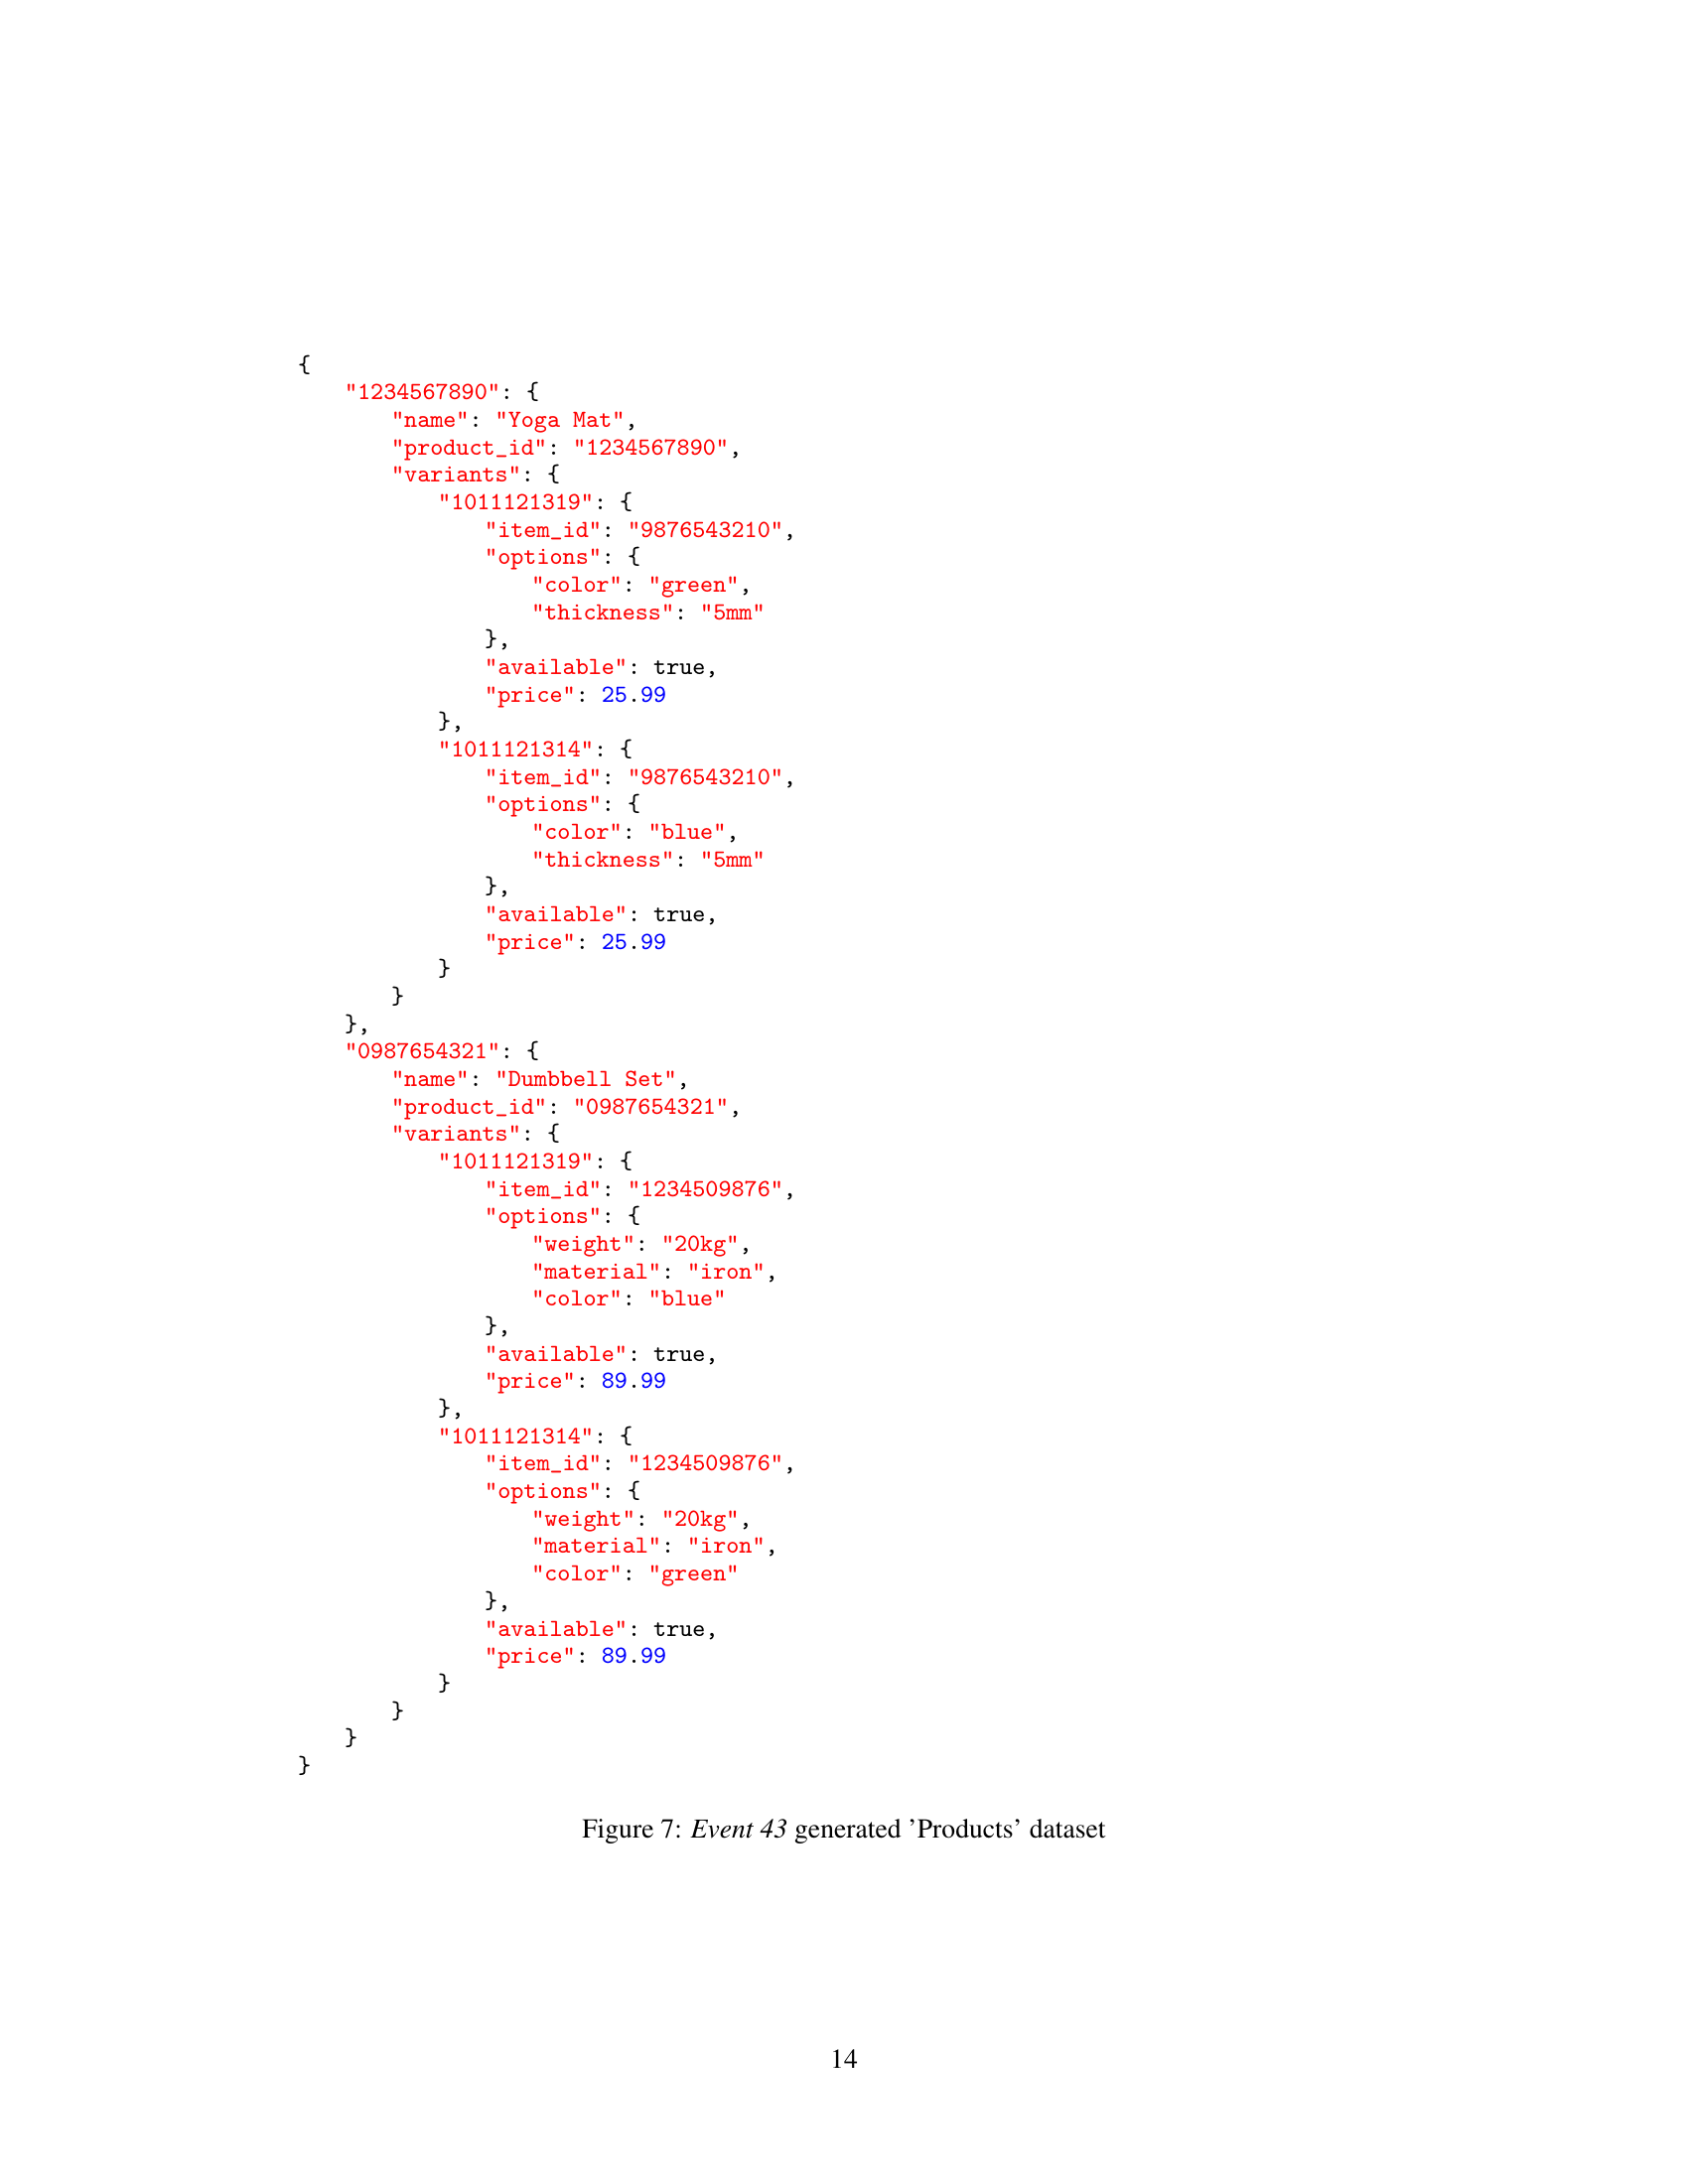 {
    "1234567890": {
        "name": "Yoga Mat",
        "product_id": "1234567890",
        "variants": {
            "1011121319": {
                "item_id": "9876543210",
                "options": {
                    "color": "green",
                    "thickness": "5mm"
                },
                "available": true,
                "price": 25.99
            },
            "1011121314": {
                "item_id": "9876543210",
                "options": {
                    "color": "blue",
                    "thickness": "5mm"
                },
                "available": true,
                "price": 25.99
            }
        }
    },
    "0987654321": {
        "name": "Dumbbell Set",
        "product_id": "0987654321",
        "variants": {
            "1011121319": {
                "item_id": "1234509876",
                "options": {
                    "weight": "20kg",
                    "material": "iron",
                    "color": "blue"
                },
                "available": true,
                "price": 89.99
            },
            "1011121314": {
                "item_id": "1234509876",
                "options": {
                    "weight": "20kg",
                    "material": "iron",
                    "color": "green"
                },
                "available": true,
                "price": 89.99
            }
        }
    }
}
Figure 7: Event 43 generated ’Products’ dataset
14